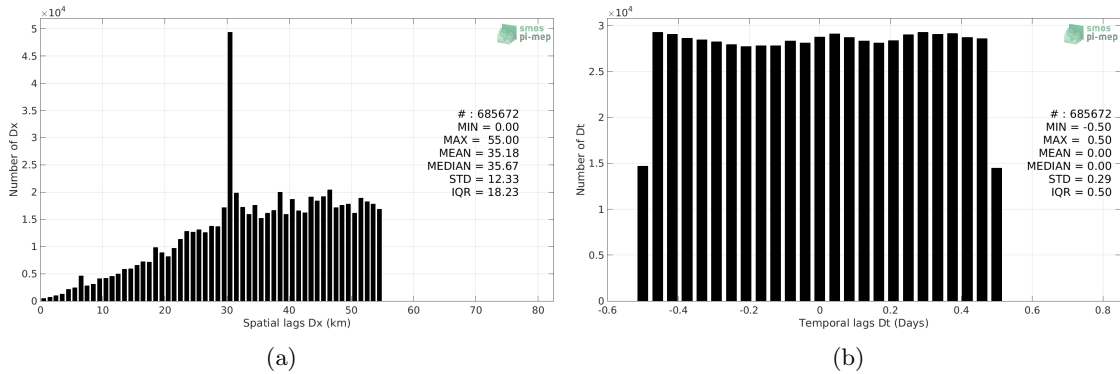 ×10⁴
5
4.5
4
3.5
3
2.5
2
1.5
1
0.5
0
Number of Dx
smos
pi-mep
# : 685672
MIN = 0.00
MAX = 55.00
MEAN = 35.18
MEDIAN = 35.67
STD = 12.33
IQR = 18.23
0 10 20 30 40 50 60 70 80
Spatial lags Dx (km)
(a)
×10⁴
3
2.5
2
1.5
1
0.5
0
Number of Dt
smos
pi-mep
# : 685672
MIN = -0.50
MAX = 0.50
MEAN = 0.00
MEDIAN = 0.00
STD = 0.29
IQR = 0.50
-0.6 -0.4 -0.2 0 0.2 0.4 0.6 0.8
Temporal lags Dt (Days)
(b)